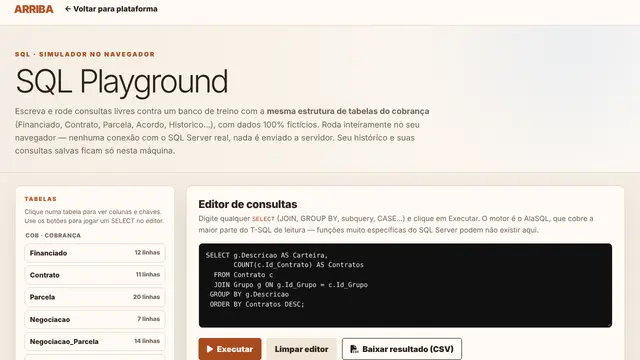 ARRIBA
← Voltar para plataforma
SQL · SIMULADOR NO NAVEGADOR
SQL Playground
Escreva e rode consultas livres contra um banco de treino com a mesma estrutura de tabelas do cobrança
(Financiado, Contrato, Parcela, Acordo, Historico...), com dados 100% fictícios. Roda inteiramente no seu
navegador — nenhuma conexão com o SQL Server real, nada é enviado a servidor. Seu histórico e suas
consultas salvas ficam só nesta máquina.
TABELAS
Clique numa tabela para ver colunas e chaves.
Use os botões para jogar um SELECT no editor.
COB · COBRANÇA
Financiado 12 linhas
Contrato 11 linhas
Parcela 20 linhas
Negociacao 7 linhas
Negociacao_Parcela 14 linhas
Editor de consultas
Digite qualquer SELECT (JOIN, GROUP BY, subquery, CASE...) e clique em Executar. O motor é o AlaSQL, que cobre a
maior parte do T-SQL de leitura — funções muito específicas do SQL Server podem não existir aqui.
SELECT g.Descricao AS Carteira,
COUNT(c.Id_Contrato) AS Contratos
FROM Contrato c
JOIN Grupo g ON g.Id_Grupo = c.Id_Grupo
GROUP BY g.Descricao
ORDER BY Contratos DESC;
▶ Executar
Limpar editor
Baixar resultado (CSV)